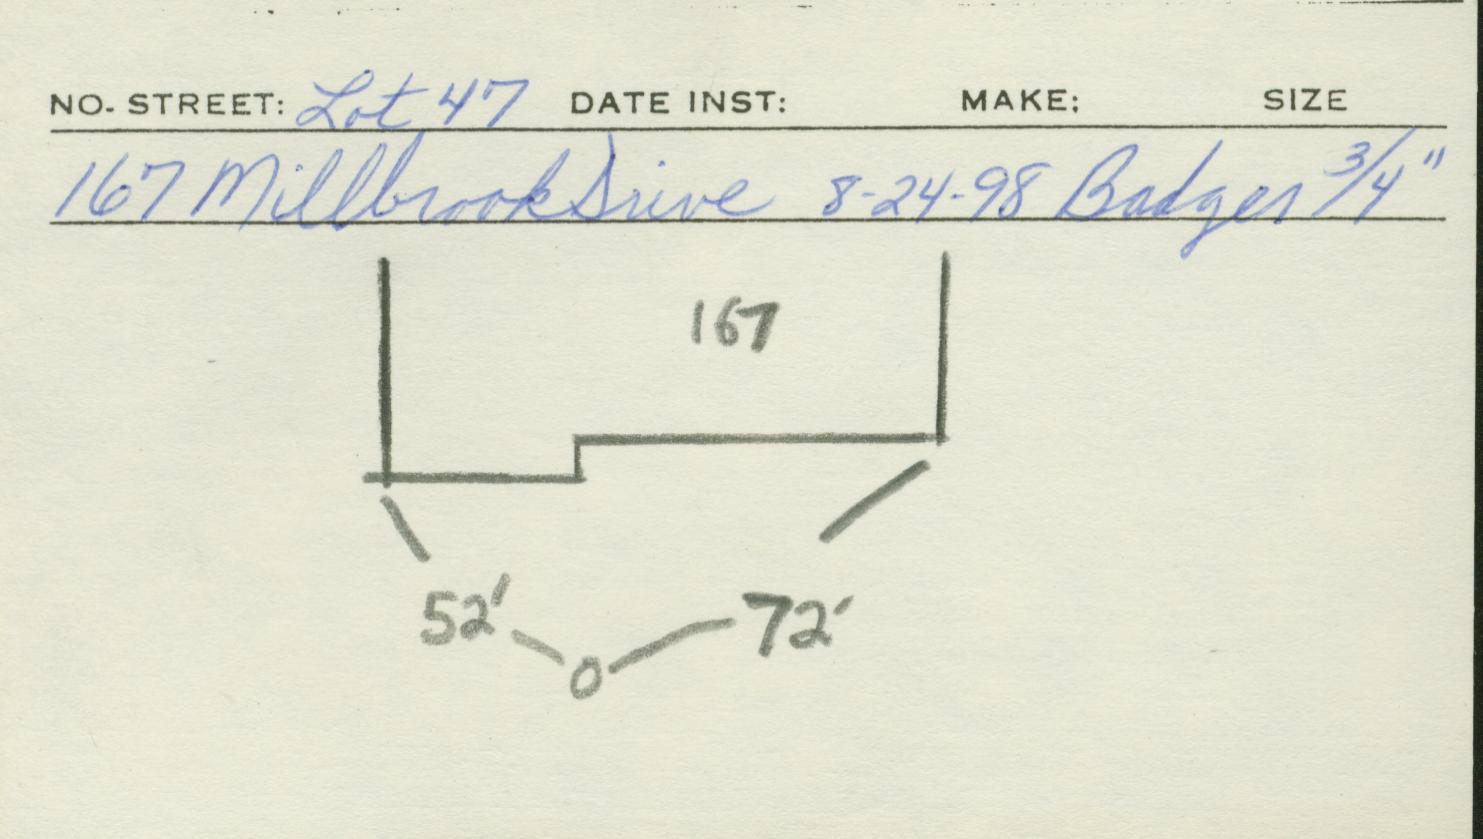 NO. STREET: Lot 47 DATE INST: MAKE: SIZE
167 Millbrook Drive 8-24-98 Badger 3/4"
167
52' 72'
O